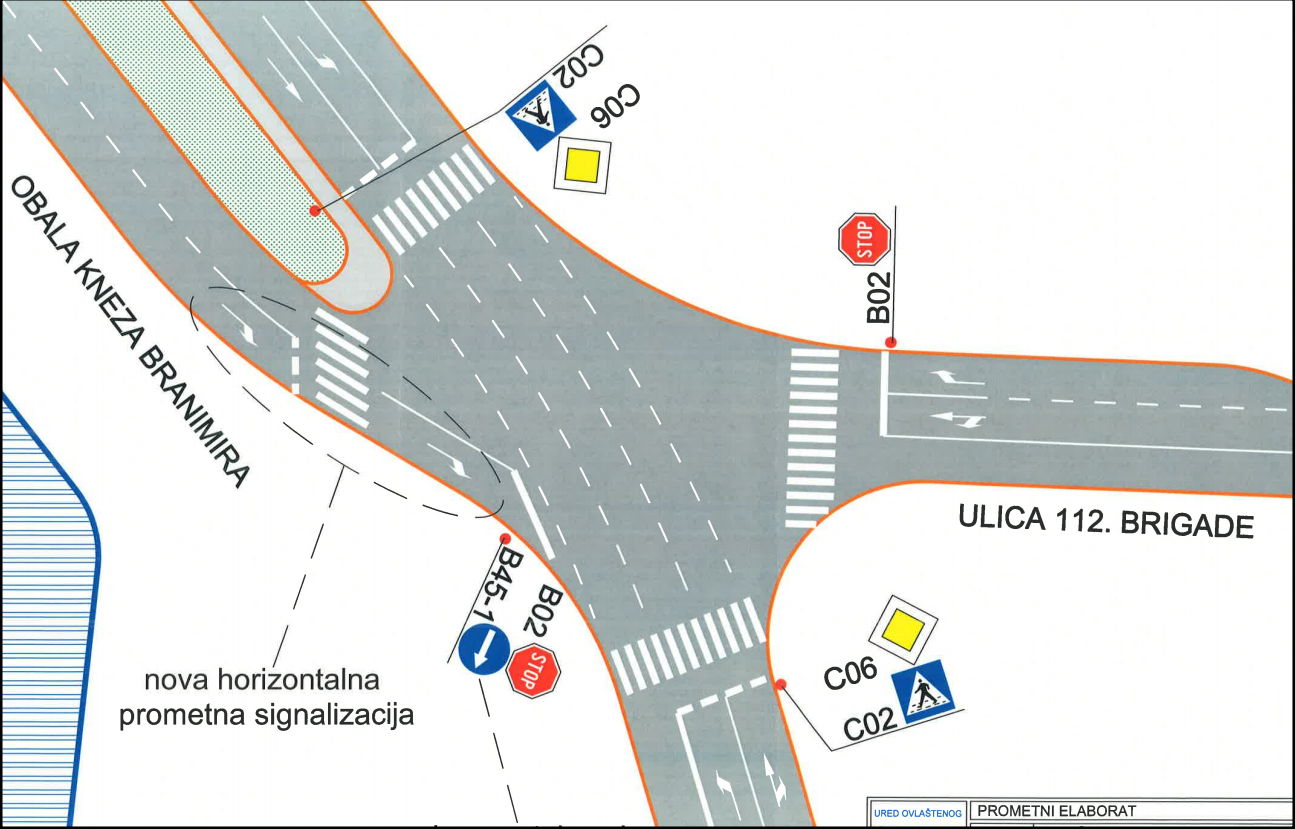 C02
C06
OBALA KNEZA BRANIMIRA
STOP
B02
ULICA 112. BRIGADE
B45-1
B02
STOP
C06
C02
nova horizontalna
prometna signalizacija
URED OVLAŠTENOG
PROMETNI ELABORAT